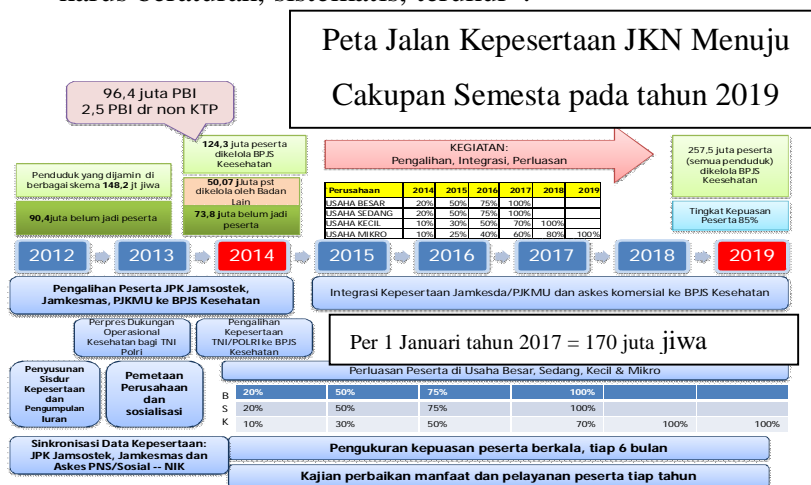 harus beraturan, sistematis, terukur".
Peta Jalan Kepesertaan JKN Menuju
Cakupan Semesta pada tahun 2019
96,4 juta PBI
2,5 PBI dr non KTP
Penduduk yang dijamin di
berbagai skema 148,2 jt jiwa
90,4juta belum jadi peserta
124,3 juta peserta
dikelola BPJS
Keesehatan
50,07 juta pst
dikelola oleh Badan
Lain
73,8 juta belum jadi
peserta
KEGIATAN:
Pengalihan, Integrasi, Perluasan
Perusahaan 2014 2015 2016 2017 2018 2019
USAHA BESAR 20% 50% 75% 100%
USAHA SEDANG 20% 50% 75% 100%
USAHA KECIL 10% 30% 50% 70% 100%
USAHA MIKRO 10% 25% 40% 60% 80% 100%
257,5 juta peserta
(semua penduduk)
dikelola BPJS
Keesehatan
Tingkat Kepuasan
Peserta 85%
2012 2013 2014 2015 2016 2017 2018 2019
Pengalihan Peserta JPK Jamsostek,
Jamkesmas, PJKMU ke BPJS Kesehatan
Integrasi Kepesertaan Jamkesda/PJKMU dan askes komersial ke BPJS Kesehatan
Perpres Dukungan
Operasional
Kesehatan bagi TNI
Polri
Pengalihan
Kepesertaan
TNI/POLRI ke BPJS
Kesehatan
Per 1 Januari tahun 2017 = 170 juta jiwa
Penyusunan
Sisdur
Kepesertaan
dan
Pengumpulan
Iuran
Pemetaan
Perusahaan
dan
sosialisasi
Perluasan Peserta di Usaha Besar, Sedang, Kecil & Mikro
B 20% 50% 75% 100%
S 20% 50% 75% 100%
K 10% 30% 50% 70% 100% 100%
Sinkronisasi Data Kepesertaan:
JPK Jamsostek, Jamkesmas dan
Askes PNS/Sosial -- NIK
Pengukuran kepuasan peserta berkala, tiap 6 bulan
Kajian perbaikan manfaat dan pelayanan peserta tiap tahun